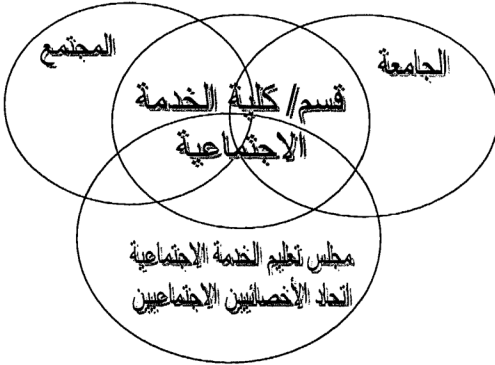 المجتمع
الجامعة
قسم/ كلية الخدمة
الاجتماعية
مجلس تعليم الخدمة الاجتماعية
اتحاد الأخصائيين الاجتماعيين